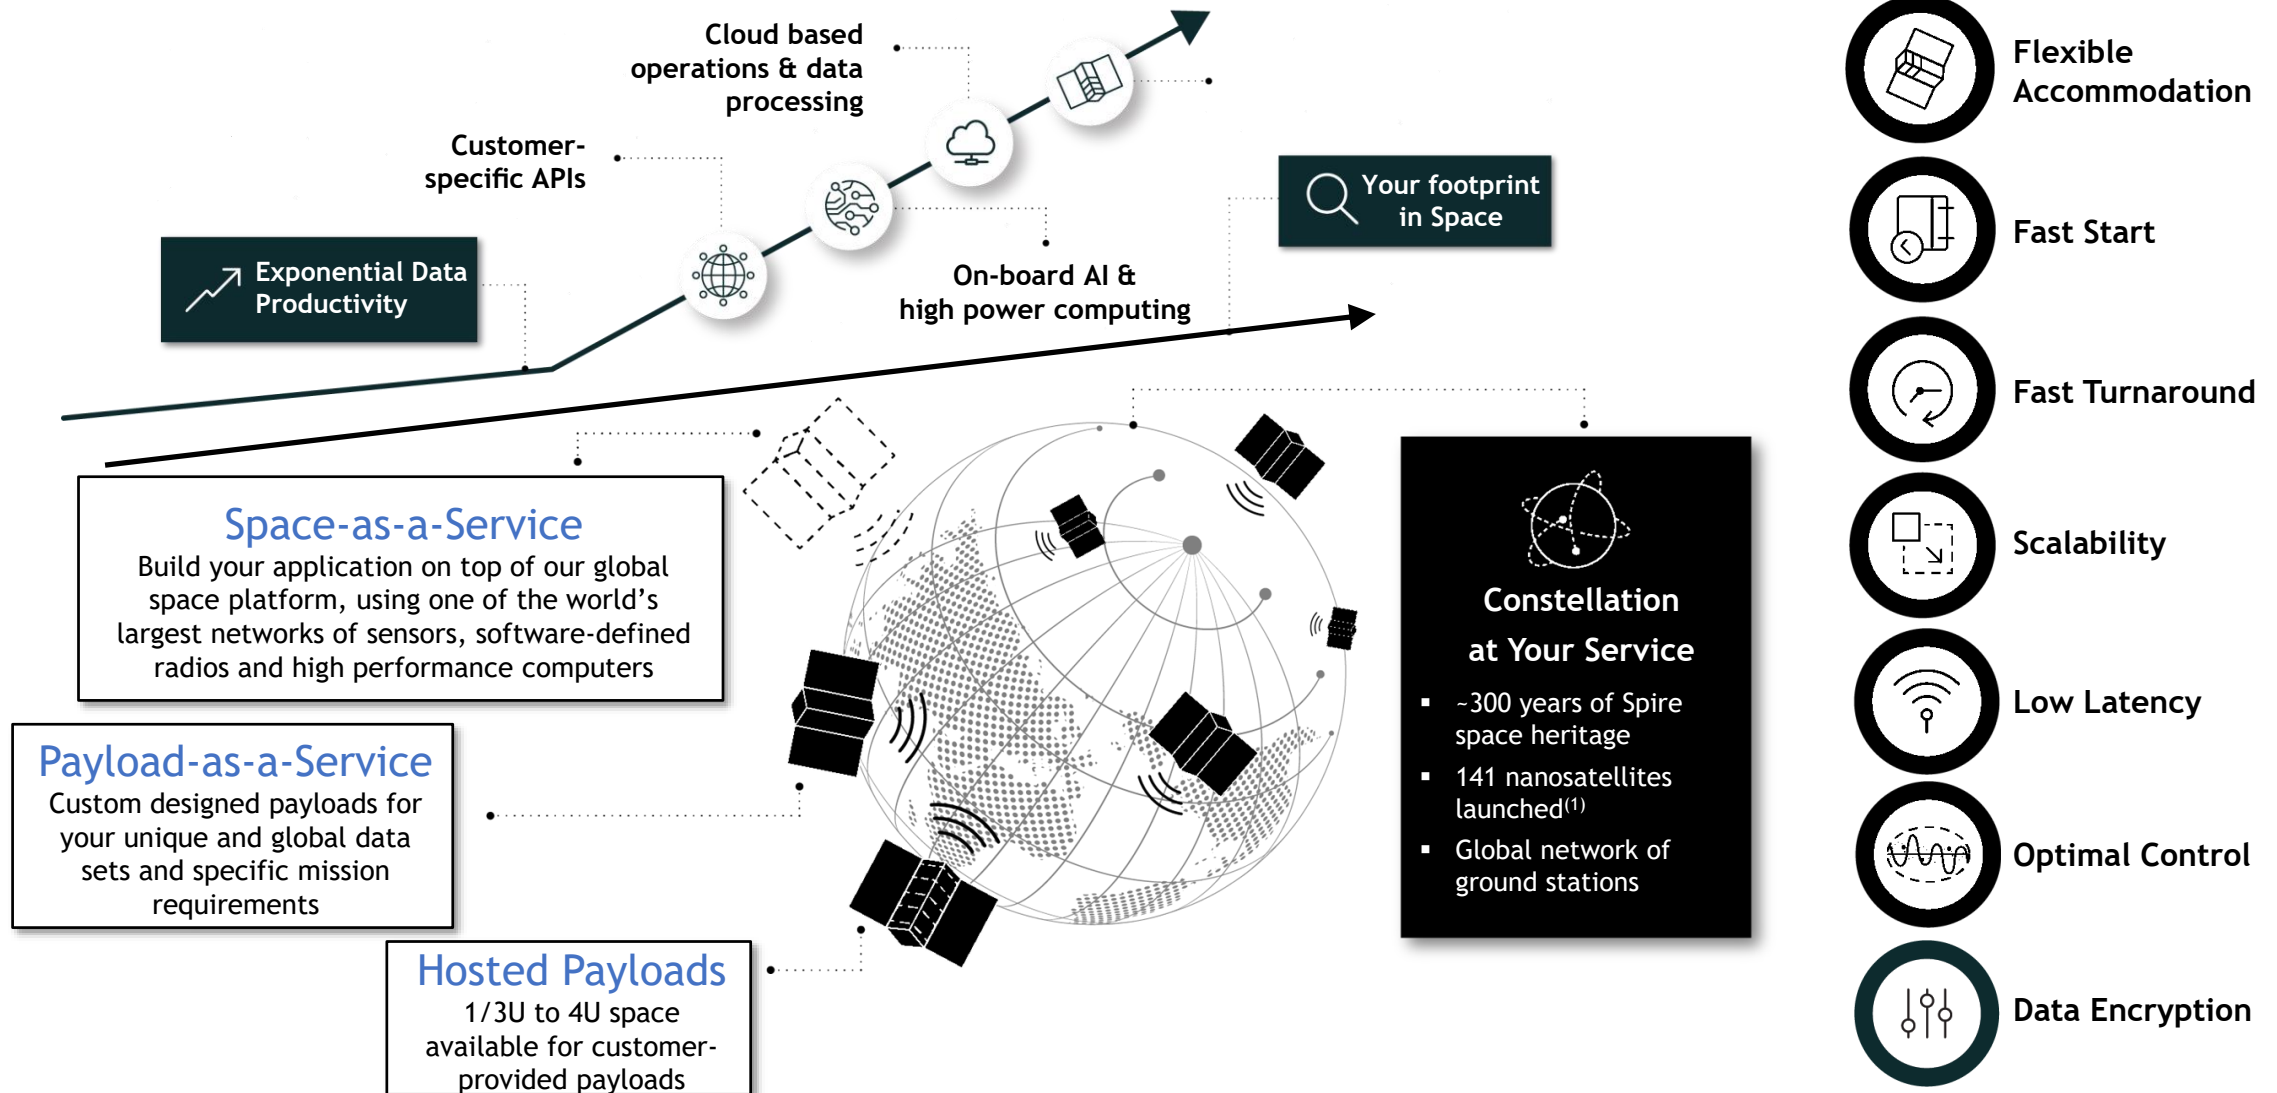 Cloud based
operations & data
processing
Customer-
specific APIs
Exponential Data
Productivity
On-board AI &
high power computing
Your footprint
in Space
Space-as-a-Service
Build your application on top of our global
space platform, using one of the world’s
largest networks of sensors, software-defined
radios and high performance computers
Payload-as-a-Service
Custom designed payloads for
your unique and global data
sets and specific mission
requirements
Hosted Payloads
1/3U to 4U space
available for customer-
provided payloads
Constellation
at Your Service
▪ ~300 years of Spire
space heritage
▪ 141 nanosatellites
launched(1)
▪ Global network of
ground stations
Flexible
Accommodation
Fast Start
Fast Turnaround
Scalability
Low Latency
Optimal Control
Data Encryption